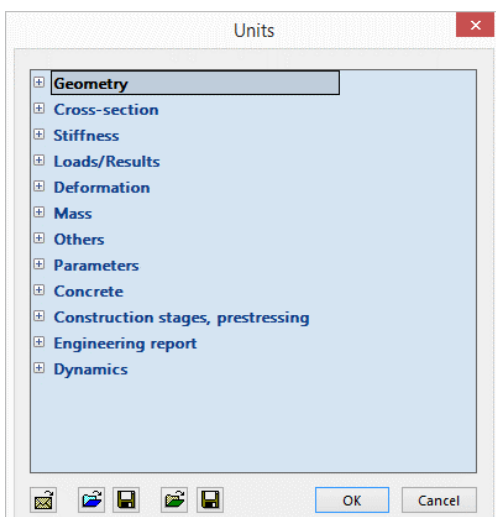 Units
Geometry
Cross-section
Stiffness
Loads/Results
Deformation
Mass
Others
Parameters
Concrete
Construction stages, prestressing
Engineering report
Dynamics
OK Cancel